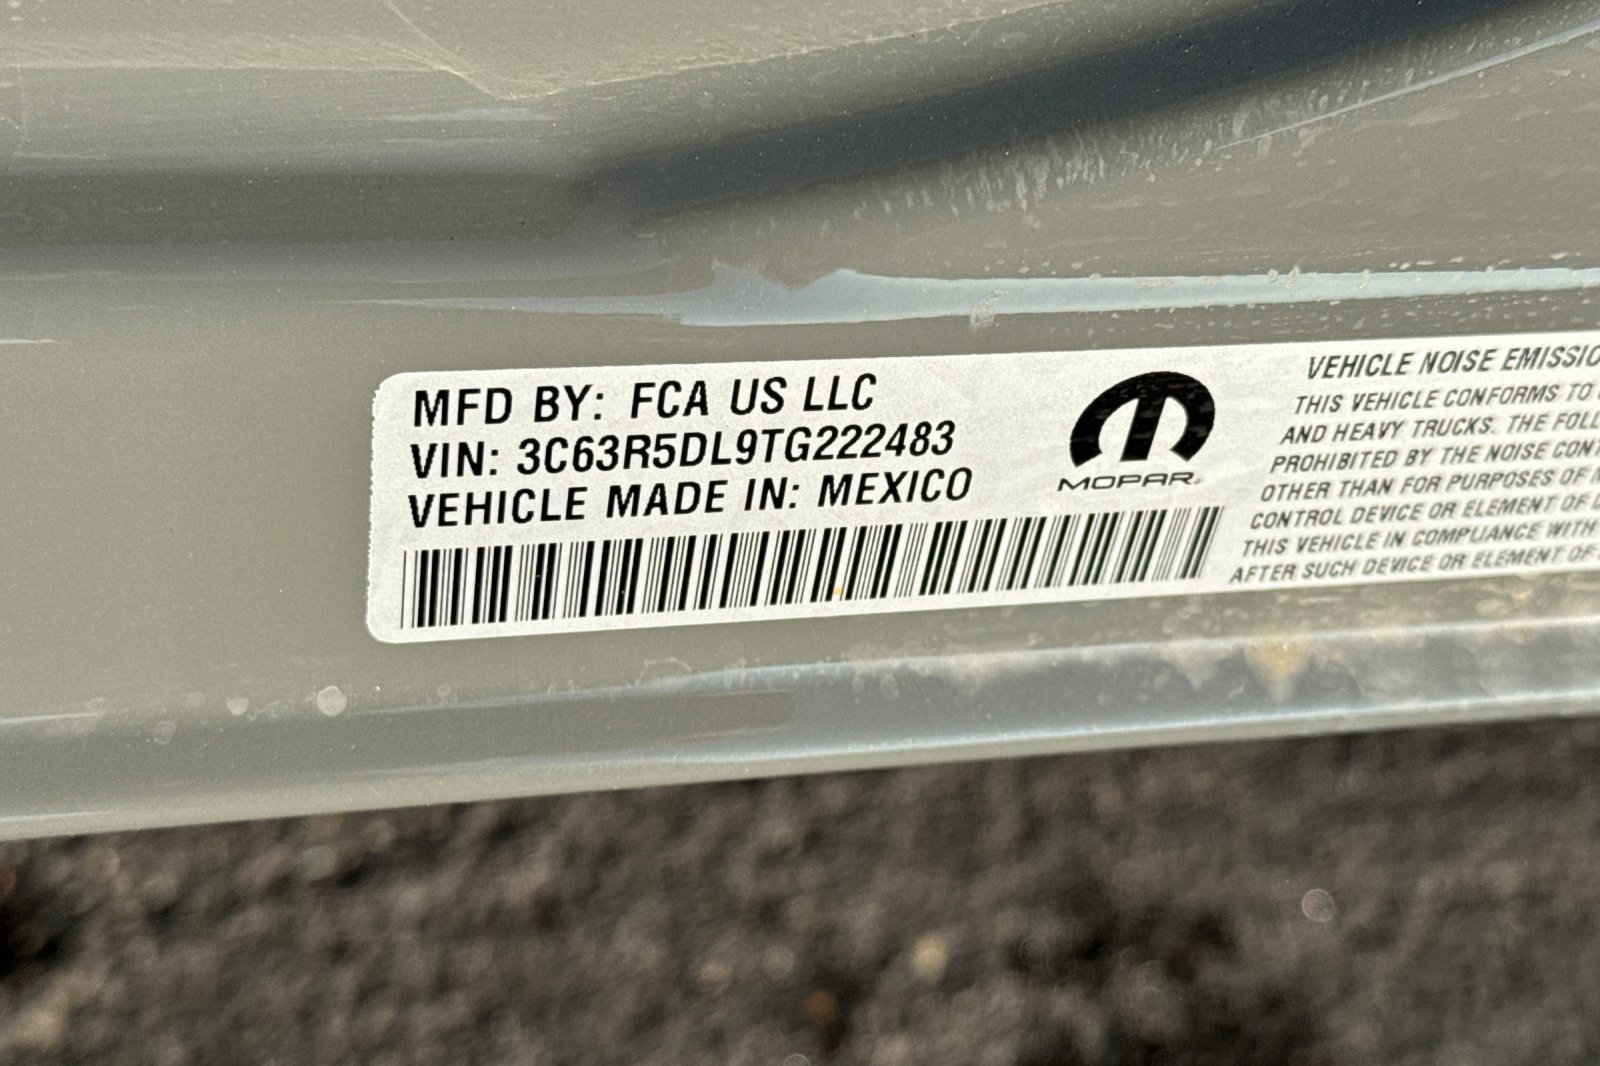 MFD BY: FCA US LLC
VIN: 3C63R5DL9TG222483
VEHICLE MADE IN: MEXICO
MOPAR®
VEHICLE NOISE EMISSIO
THIS VEHICLE CONFORMS TO
AND HEAVY TRUCKS. THE FOLL
PROHIBITED BY THE NOISE CONT
OTHER THAN FOR PURPOSES OF
CONTROL DEVICE OR ELEMENT OF
THIS VEHICLE IN COMPLIANCE WITH
AFTER SUCH DEVICE OR ELEMENT OF